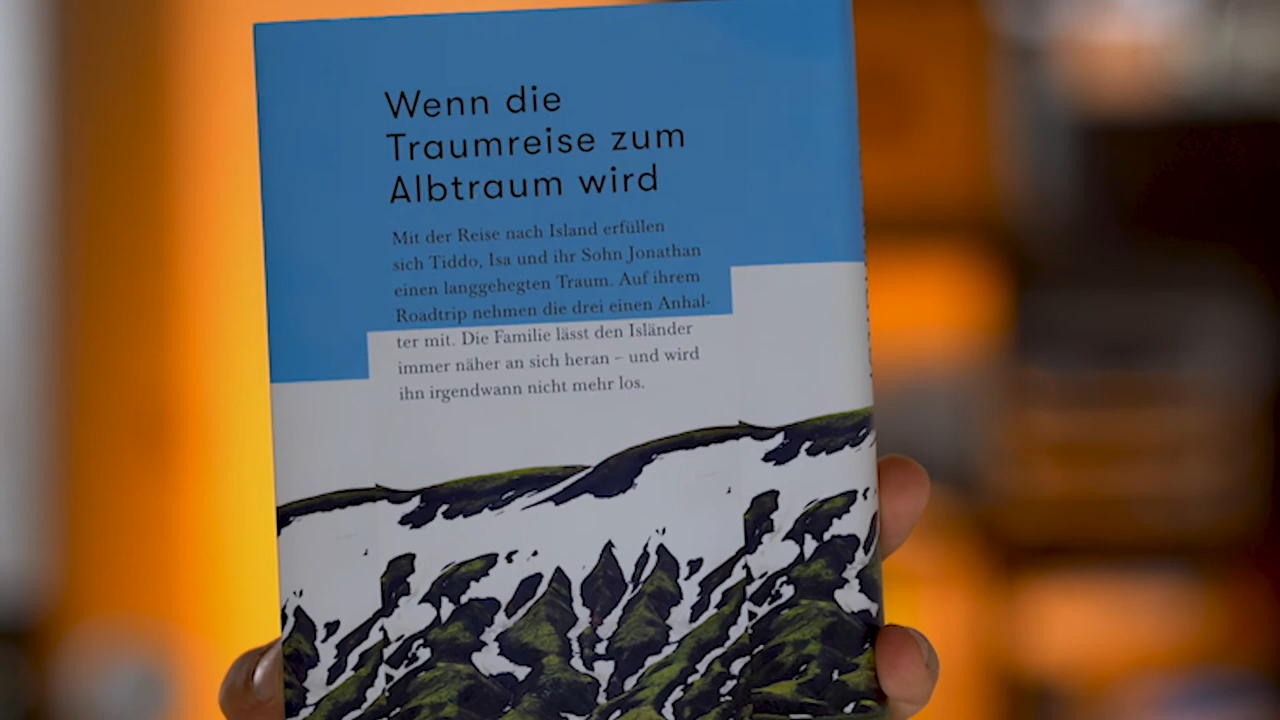 Wenn die
Traumreise zum
Albtraum wird
Mit der Reise nach Island erfüllen
sich Tiddo, Isa und ihr Sohn Jonathan
einen langgehegten Traum. Auf ihrem
Roadtrip nehmen die drei einen Anhal-
ter mit. Die Familie lässt den Isländer
immer näher an sich heran – und wird
ihn irgendwann nicht mehr los.